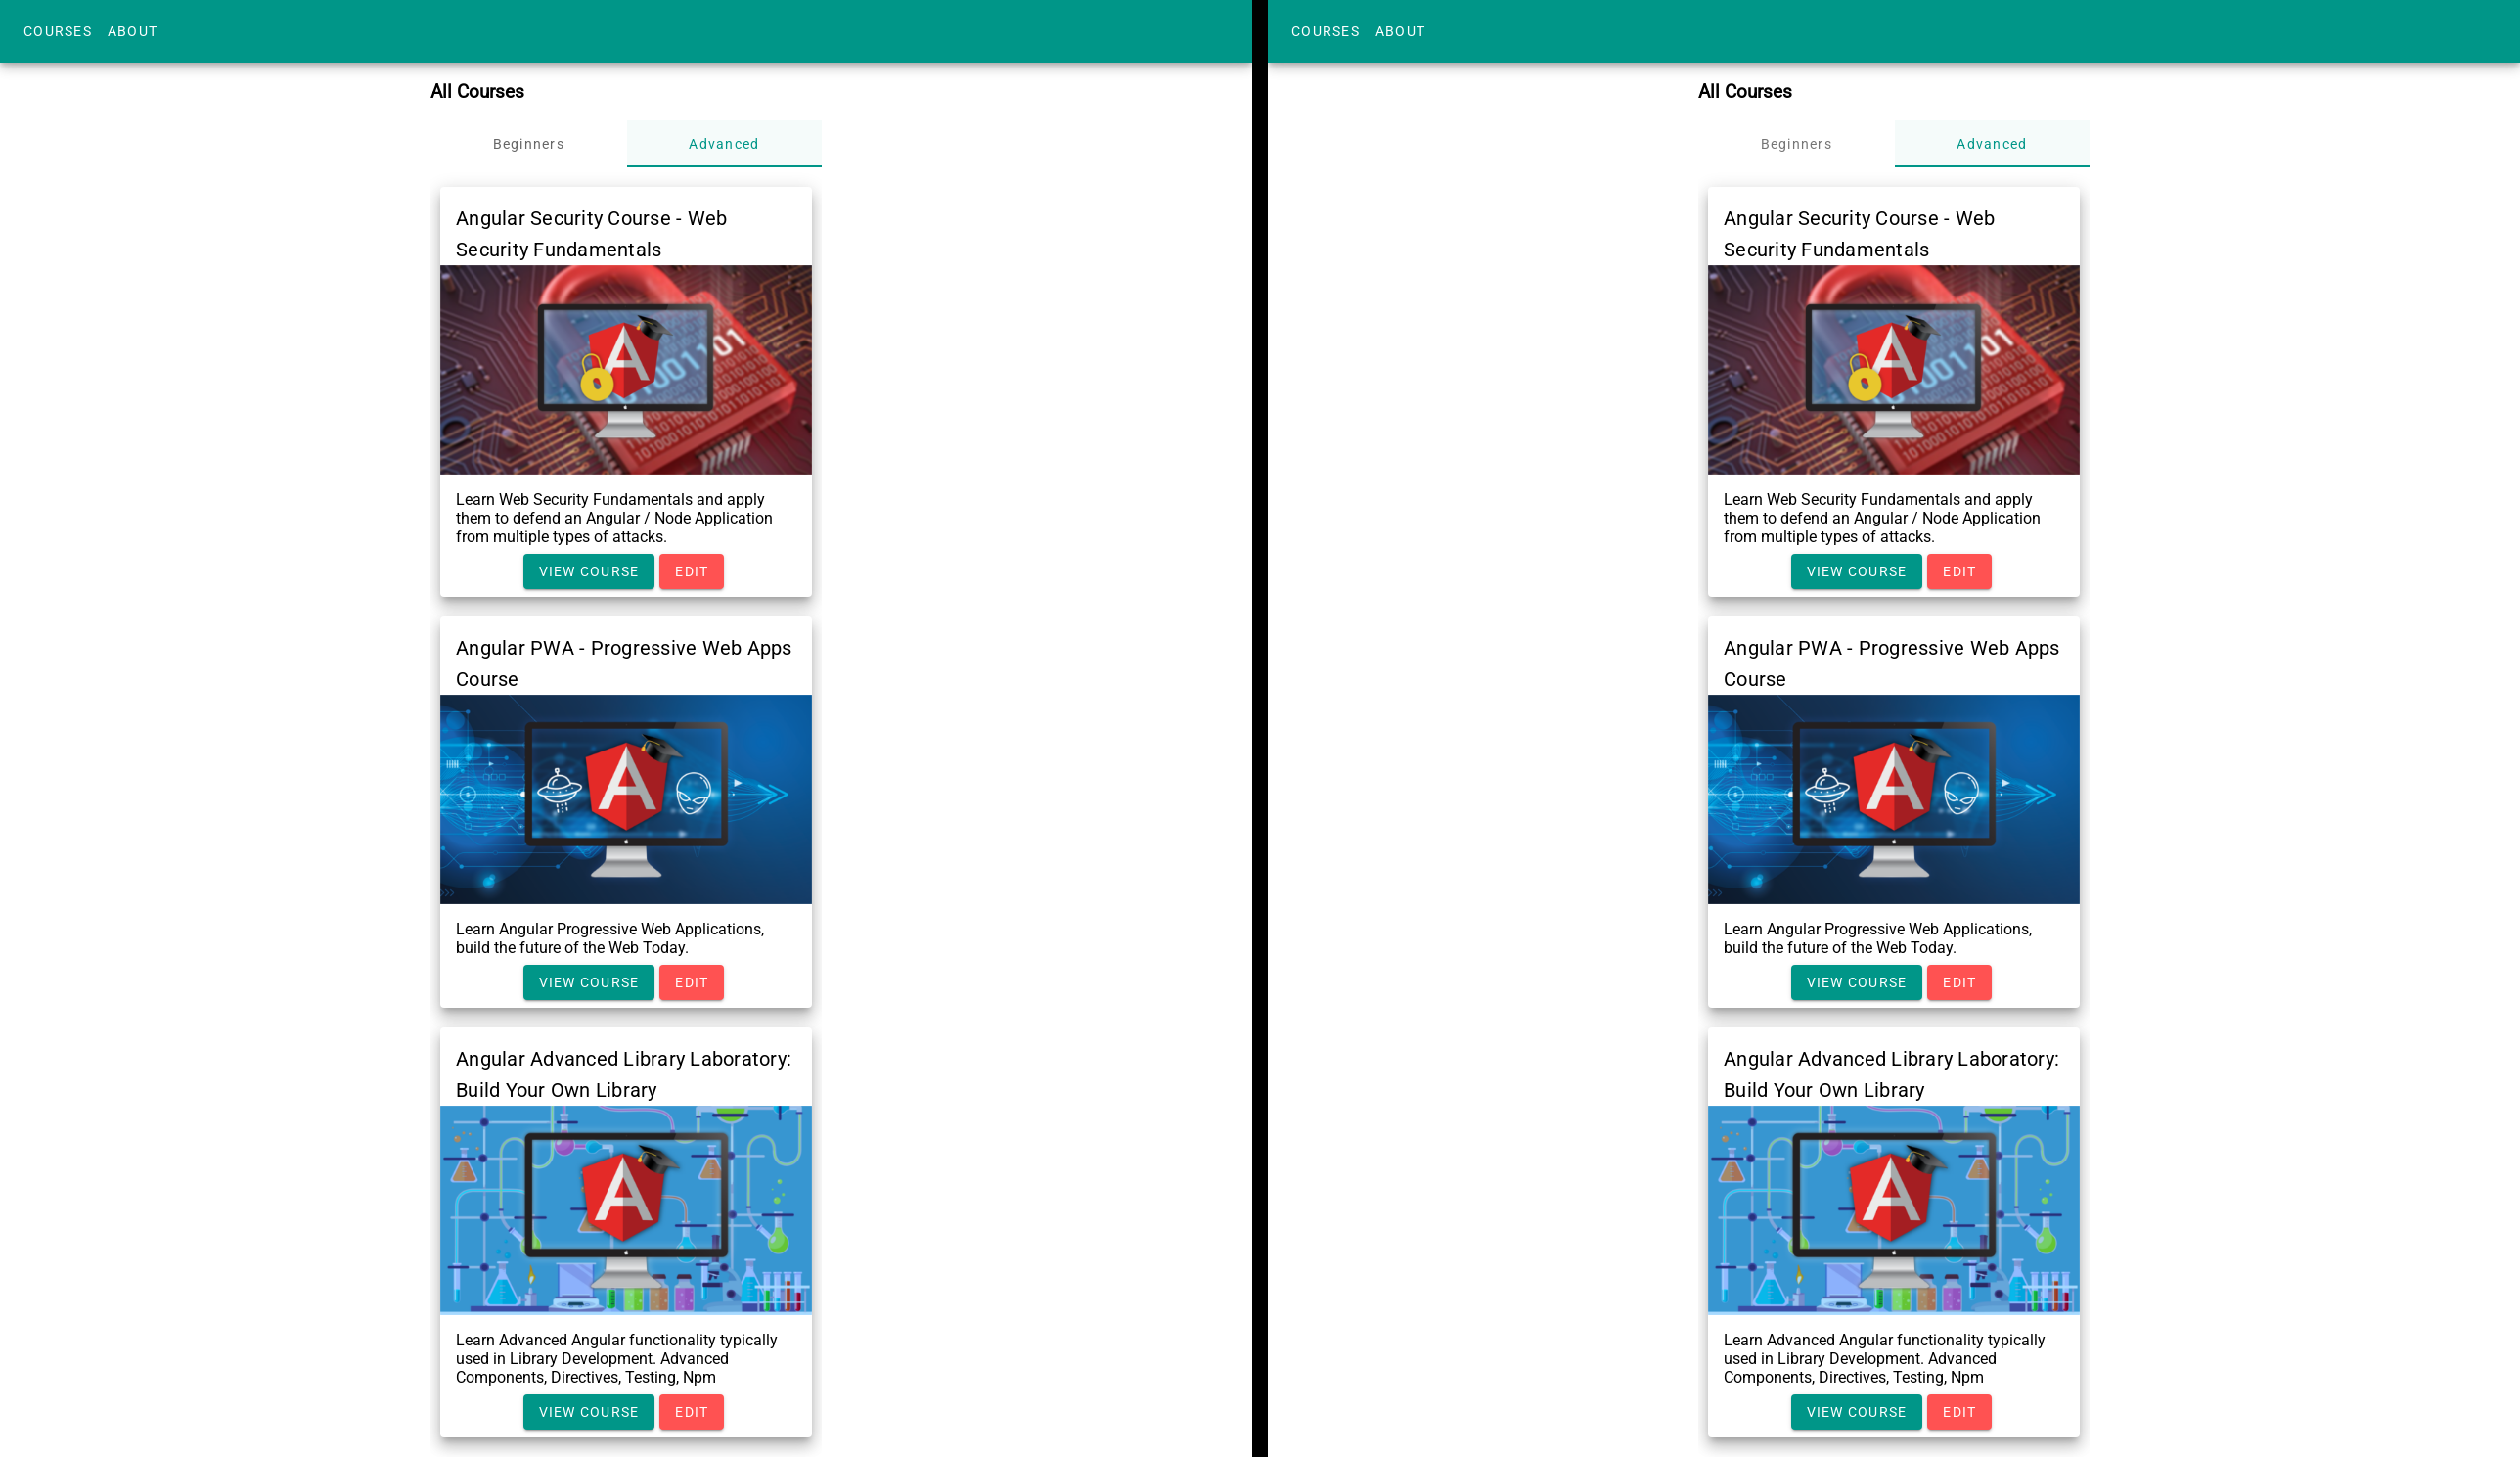 COURSES ABOUT
All Courses
Beginners Advanced
Angular Security Course - Web
Security Fundamentals
Learn Web Security Fundamentals and apply
them to defend an Angular / Node Application
from multiple types of attacks.
VIEW COURSE EDIT
Angular PWA - Progressive Web Apps
Course
Learn Angular Progressive Web Applications,
build the future of the Web Today.
VIEW COURSE EDIT
Angular Advanced Library Laboratory:
Build Your Own Library
Learn Advanced Angular functionality typically
used in Library Development. Advanced
Components, Directives, Testing, Npm
VIEW COURSE EDIT
COURSES ABOUT
All Courses
Beginners Advanced
Angular Security Course - Web
Security Fundamentals
Learn Web Security Fundamentals and apply
them to defend an Angular / Node Application
from multiple types of attacks.
VIEW COURSE EDIT
Angular PWA - Progressive Web Apps
Course
Learn Angular Progressive Web Applications,
build the future of the Web Today.
VIEW COURSE EDIT
Angular Advanced Library Laboratory:
Build Your Own Library
Learn Advanced Angular functionality typically
used in Library Development. Advanced
Components, Directives, Testing, Npm
VIEW COURSE EDIT